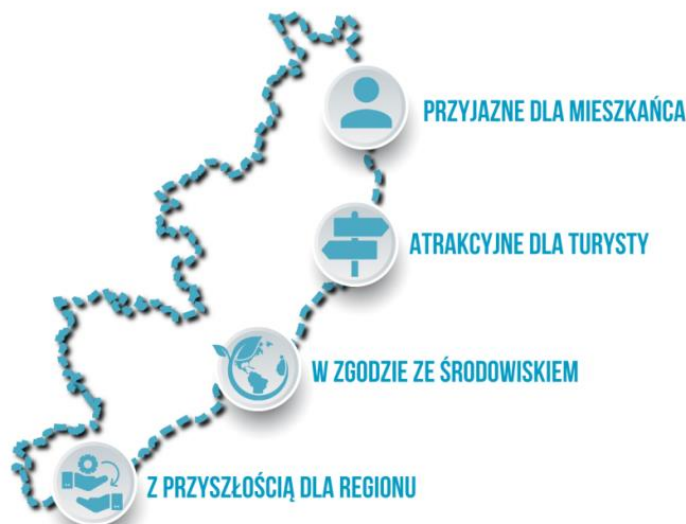 PRZYJAZNE DLA MIESZKAŃCA
ATRAKCYJNE DLA TURYSTY
W ZGODZIE ZE ŚRODOWISKIEM
Z PRZYSZŁOŚCIĄ DLA REGIONU